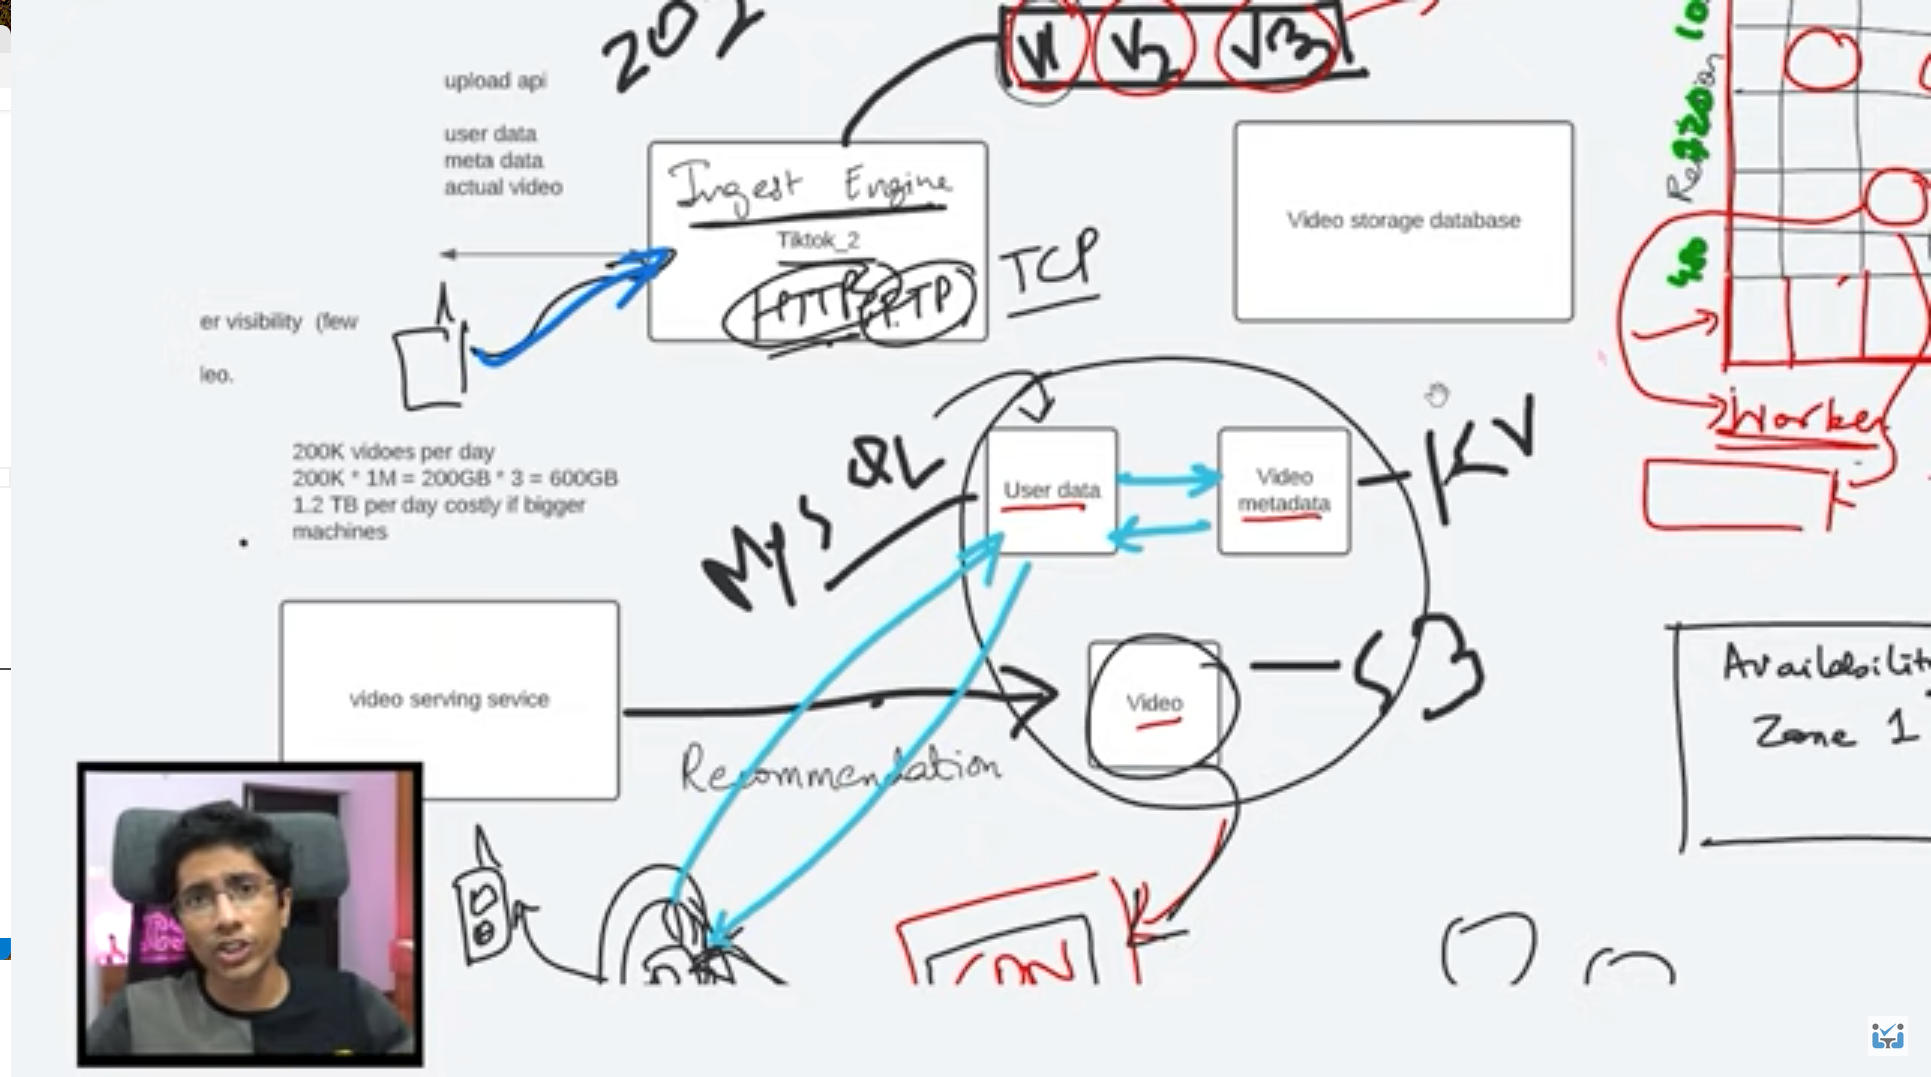 202
V1 V2 V3
upload api
user data
meta data
actual video
Ingest Engine
Tiktok_2
HTTP RTP
TCP
Video storage database
er visibility (few
leo.
200K vidoes per day
200K * 1M = 200GB * 3 = 600GB
1.2 TB per day costly if bigger
machines
MySQL
User data
Video
metadata
KV
video serving sevice
Video
S3
Recommendation
CDN
Worker
Availability
Zone 1